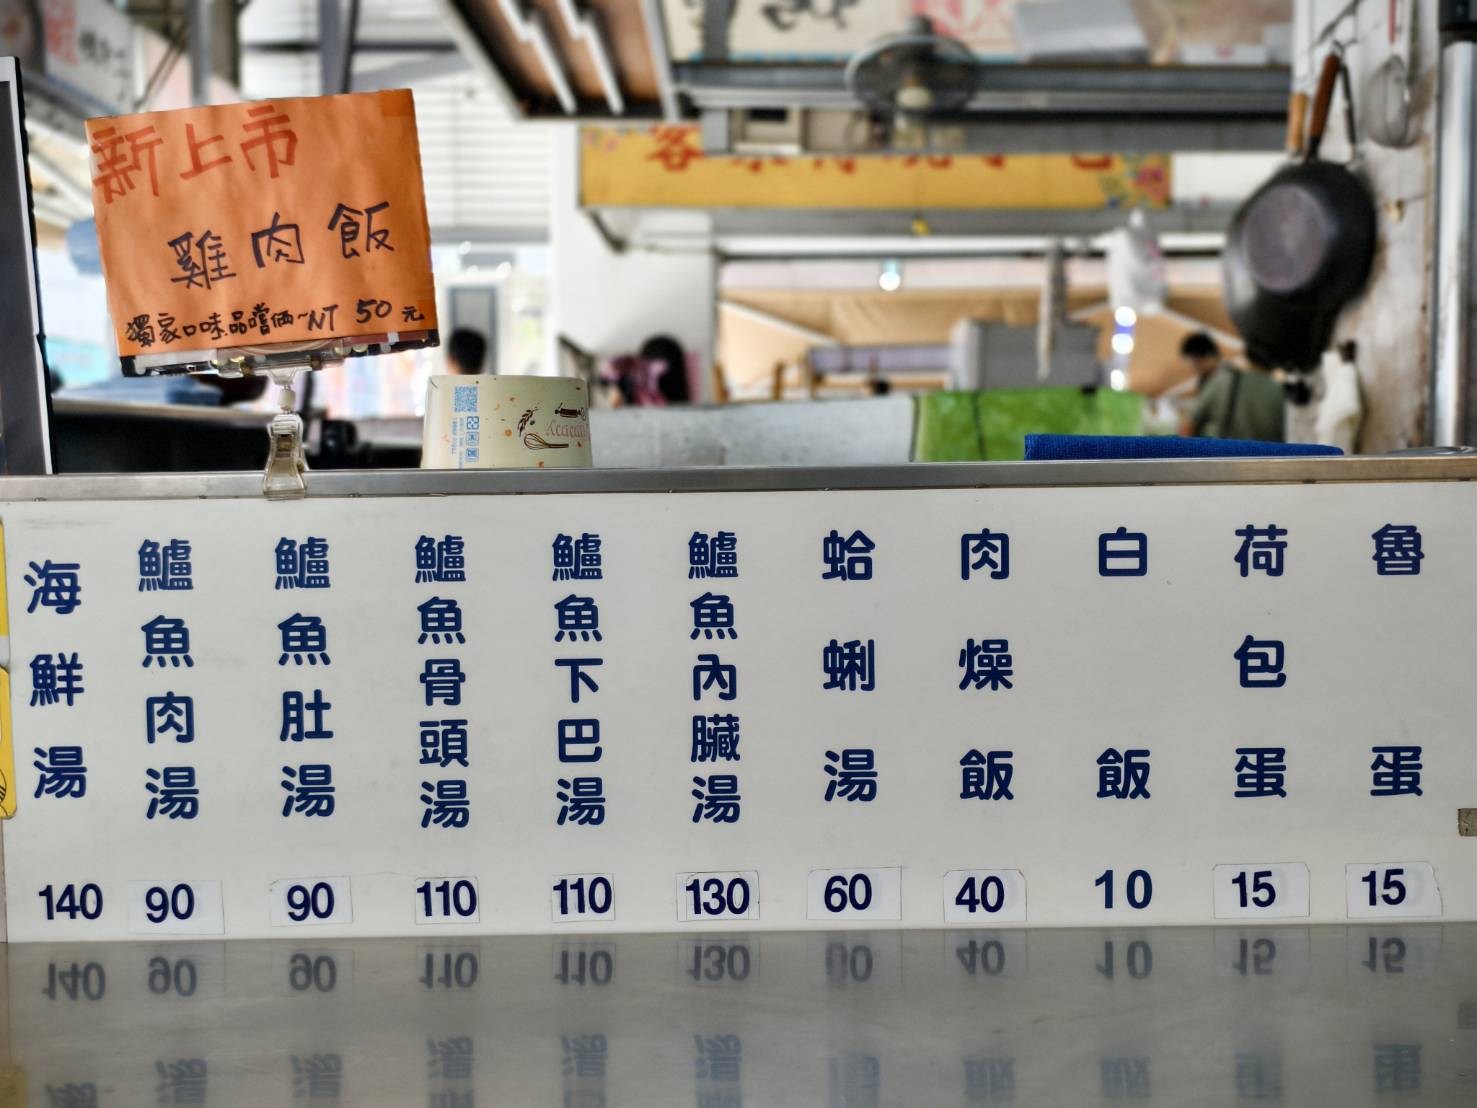 新上市
雞肉飯
獨家口味品嚐価~NT 50元
海鮮湯 140
鱸魚肉湯 90
鱸魚肚湯 90
鱸魚骨頭湯 110
鱸魚下巴湯 110
鱸魚內臟湯 130
蛤蜊湯 60
肉燥飯 40
白飯 10
荷包蛋 15
魯蛋 15